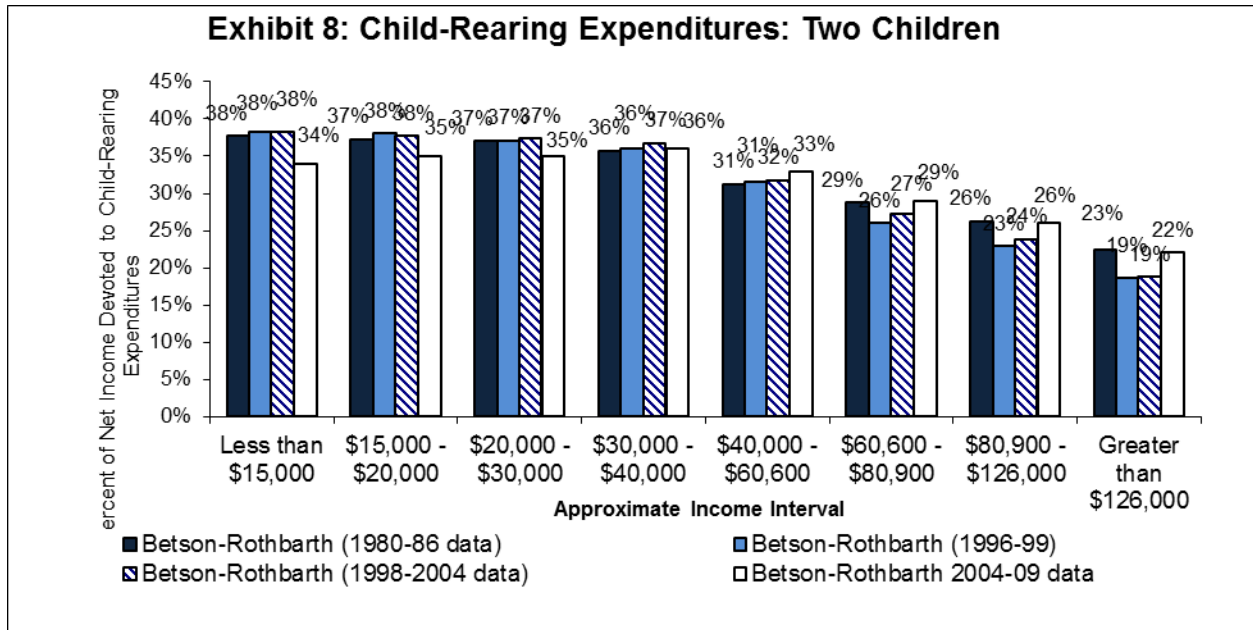 Exhibit 8: Child-Rearing Expenditures: Two Children
ercent of Net Income Devoted to Child-Rearing
Expenditures
45%
40%
35%
30%
25%
20%
15%
10%
5%
0%
38% 38% 38% 34%
37% 38% 38% 35%
37% 37% 37% 35%
36% 36% 37% 36%
31% 31% 32% 33%
29% 26% 27% 29%
26% 23% 24% 26%
23% 19% 19% 22%
Less than $15,000
$15,000 - $20,000
$20,000 - $30,000
$30,000 - $40,000
$40,000 - $60,600
$60,600 - $80,900
$80,900 - $126,000
Greater than $126,000
Approximate Income Interval
Betson-Rothbarth (1980-86 data)
Betson-Rothbarth (1996-99)
Betson-Rothbarth (1998-2004 data)
Betson-Rothbarth 2004-09 data